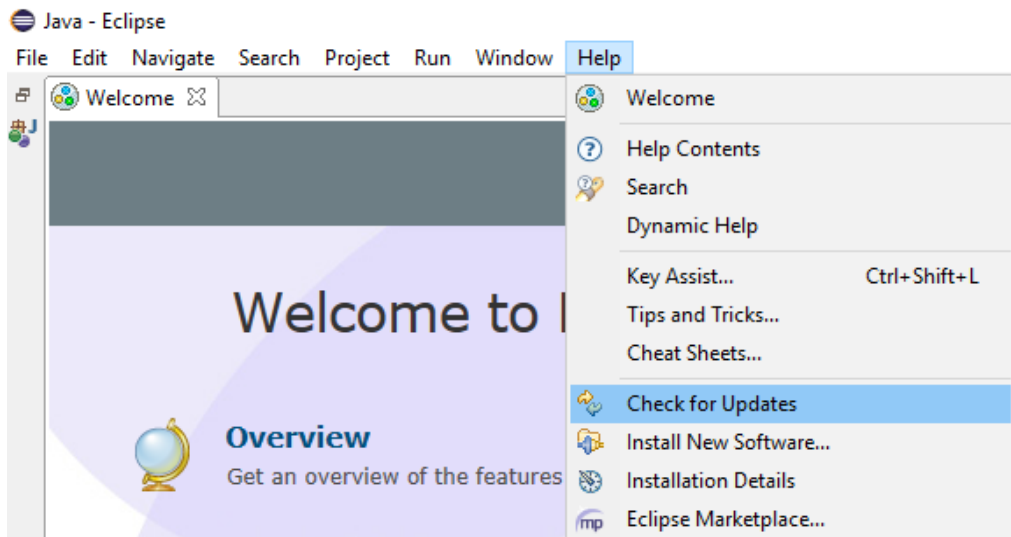 Java - Eclipse
File Edit Navigate Search Project Run Window Help
Welcome
Welcome to
Overview
Get an overview of the features
Welcome
Help Contents
Search
Dynamic Help
Key Assist... Ctrl+Shift+L
Tips and Tricks...
Cheat Sheets...
Check for Updates
Install New Software...
Installation Details
mp Eclipse Marketplace...